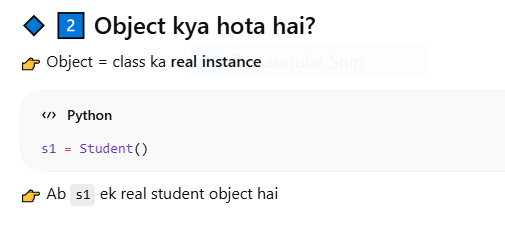 🔷 2️⃣ Object kya hota hai?
👉 Object = class ka real instance
</> Python
s1 = Student()
👉 Ab s1 ek real student object hai